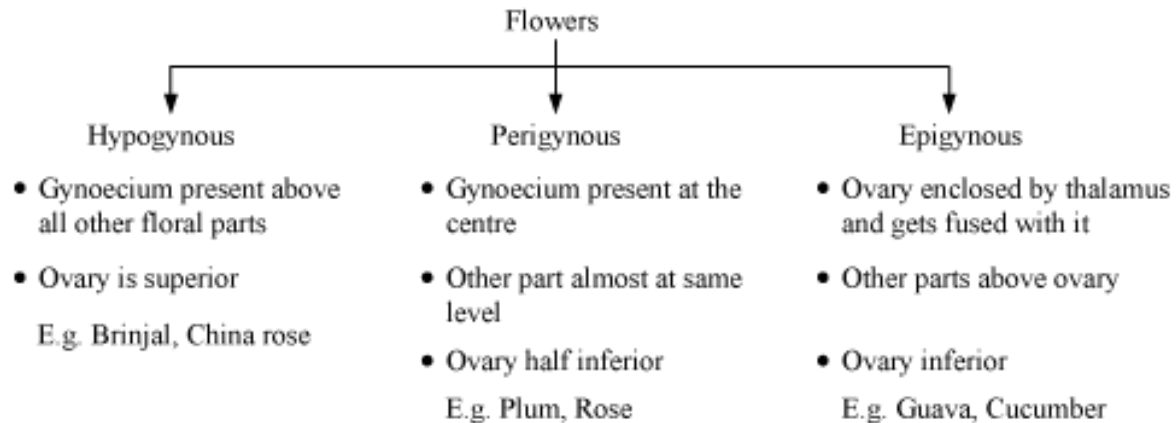 Flowers
Hypogynous
• Gynoecium present above
all other floral parts
• Ovary is superior
E.g. Brinjal, China rose
Perigynous
• Gynoecium present at the
centre
• Other part almost at same
level
• Ovary half inferior
E.g. Plum, Rose
Epigynous
• Ovary enclosed by thalamus
and gets fused with it
• Other parts above ovary
• Ovary inferior
E.g. Guava, Cucumber